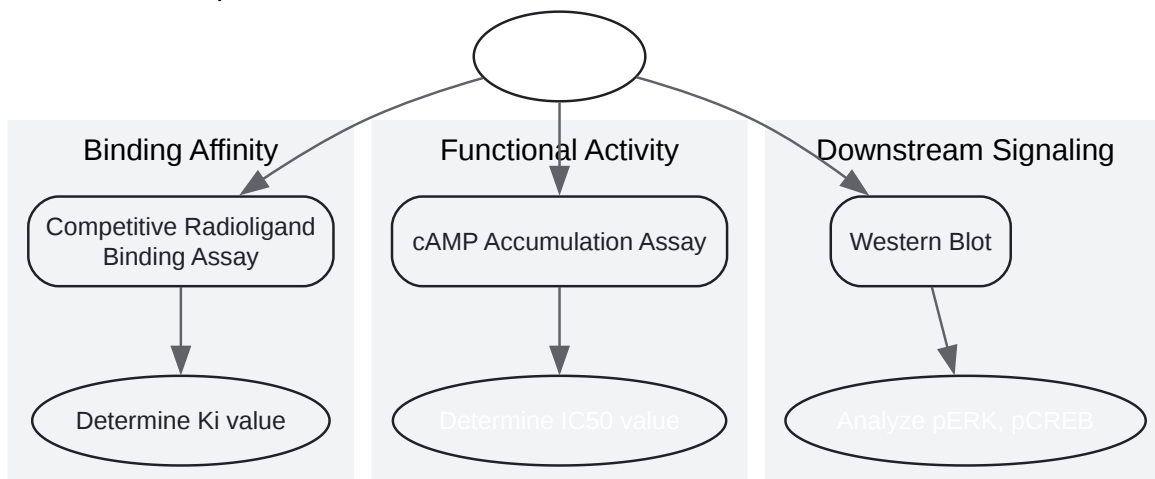 Binding Affinity
Functional Activity
Downstream Signaling
Competitive Radioligand
Binding Assay
cAMP Accumulation Assay
Western Blot
Determine Ki value
Determine IC50 value
Analyze pERK, pCREB